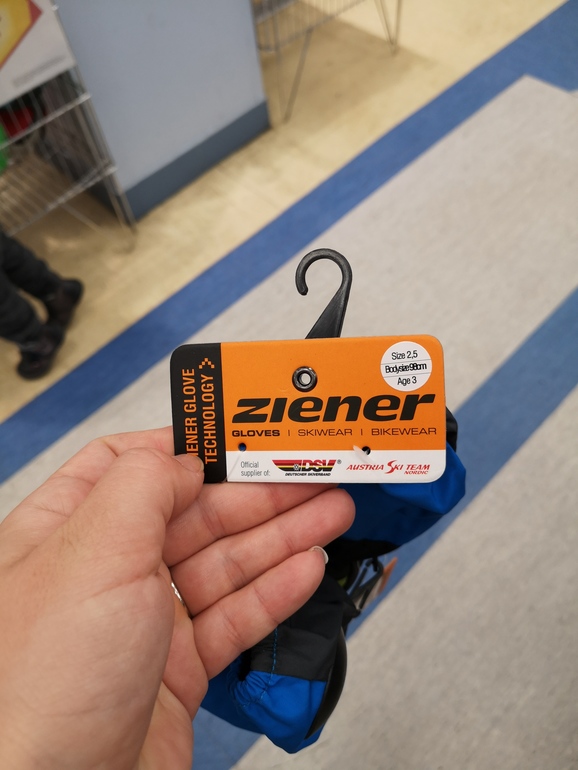 Size 2,5
Bodysize 98cm
Age 3
ENER GLOVE
TECHNOLOGY
ziener
GLOVES | SKIWEAR | BIKEWEAR
Official
supplier of:
DSV®
DEUTSCHER SKIVERBAND
AUSTRIA SKI TEAM
NORDIC